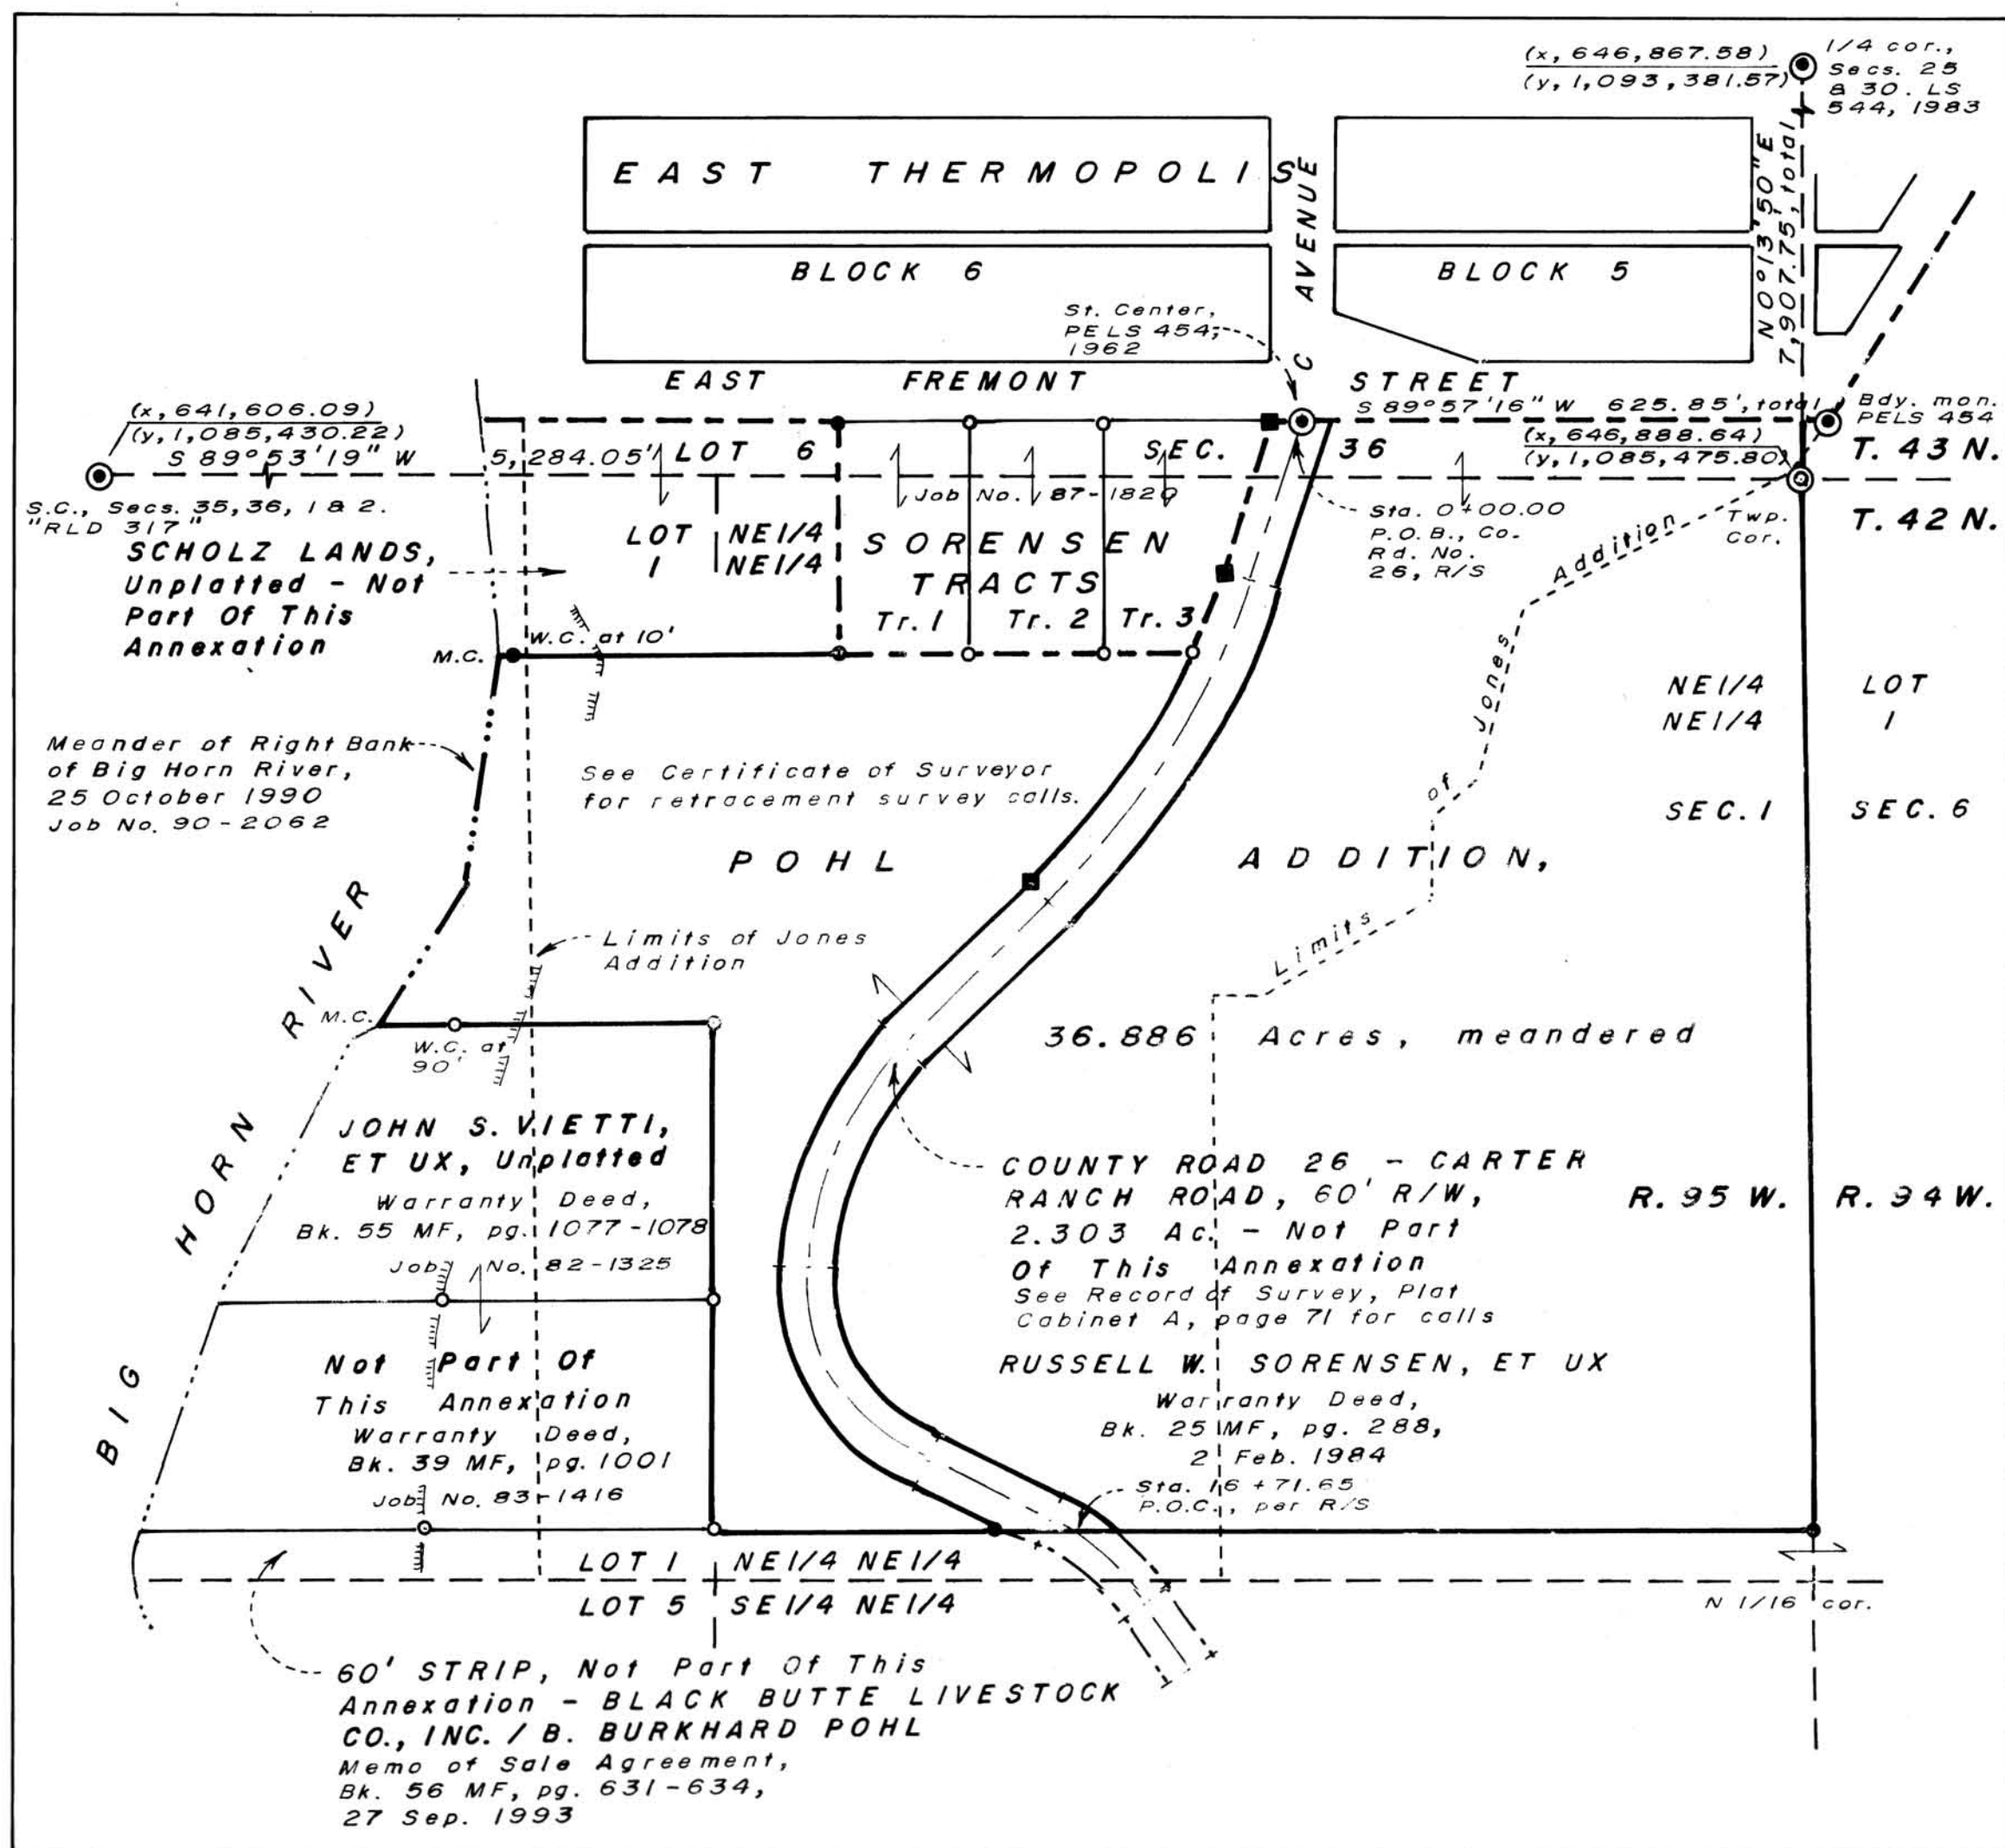 (x, 646,867.58)
(y, 1,093,381.57)
1/4 cor.,
Secs. 25
& 30. LS
544, 1983
N 0°13'50" E
7,907.75', total
EAST THERMOPOLIS
C AVENUE
BLOCK 6
BLOCK 5
St. Center,
PELS 454,
1962
EAST FREMONT STREET
S 89°57'16" W 625.85', total
Bdy. mon.
PELS 454
(x, 641,606.09)
(y, 1,085,430.22)
S 89°53'19" W 5,284.05'
LOT 6
SEC. 36
(x, 646,888.64)
(y, 1,085,475.80)
T. 43 N.
S.C., Secs. 35, 36, 1 & 2.
"RLD 317"
Job No. 87-1820
Sta. 0+00.00
P.O.B., Co.
Rd. No.
26, R/S
Twp.
Cor.
T. 42 N.
SCHOLZ LANDS,
Unplatted - Not
Part Of This
Annexation
LOT
1
NE1/4
NE1/4
SORENSEN
TRACTS
Tr. 1 Tr. 2 Tr. 3
Limits of Jones Addition
M.C.
W.C. at 10'
NE1/4
NE1/4
LOT
1
Meander of Right Bank
of Big Horn River,
25 October 1990
Job No. 90-2062
See Certificate of Surveyor
for retracement survey calls.
SEC. 1
SEC. 6
POHL ADDITION,
Limits of Jones
Addition
36.886 Acres, meandered
BIG HORN RIVER
M.C.
W.C. at
90'
JOHN S. VIETTI,
ET UX, Unplatted
Warranty Deed,
Bk. 55 MF, pg. 1077-1078
Job No. 82-1325
COUNTY ROAD 26 - CARTER
RANCH ROAD, 60' R/W,
2.303 Ac. - Not Part
Of This Annexation
See Record of Survey, Plat
Cabinet A, page 71 for calls
R. 95 W.
R. 94 W.
Not Part Of
This Annexation
Warranty Deed,
Bk. 39 MF, pg. 1001
Job No. 83-1416
RUSSELL W. SORENSEN, ET UX
Warranty Deed,
Bk. 25 MF, pg. 288,
2 Feb. 1984
Sta. 16+71.65
P.O.C., per R/S
LOT 1 NE1/4 NE1/4
LOT 5 SE1/4 NE1/4
N 1/16 cor.
60' STRIP, Not Part Of This
Annexation - BLACK BUTTE LIVESTOCK
CO., INC. / B. BURKHARD POHL
Memo of Sale Agreement,
Bk. 56 MF, pg. 631-634,
27 Sep. 1993